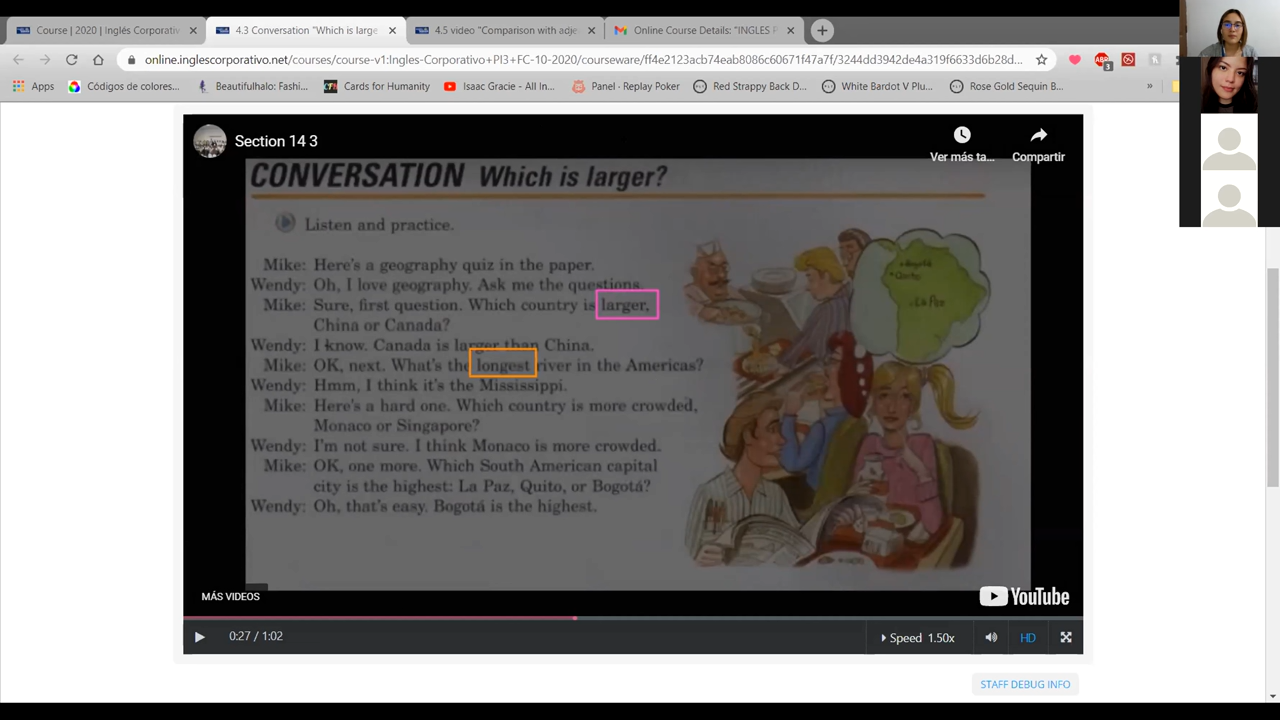 Course | 2020 | Inglés Corporativ
4.3 Conversation "Which is large
4.5 video "Comparison with adje
Online Course Details: "INGLES P
online.inglescorporativo.net/courses/course-v1:Ingles-Corporativo+PI3+FC-10-2020/courseware/ff4e2123acb74eab8086c60671f47a7f/3244dd3942de4a319f6633d6b28d...
ABP
3
Apps
Códigos de colores...
Beautifulhalo: Fashi...
Cards for Humanity
Isaac Gracie - All In...
Panel · Replay Poker
Red Strappy Back D...
White Bardot V Plu...
Rose Gold Sequin B...
»
Section 14 3
Ver más ta...
Compartir
CONVERSATION Which is larger?
Listen and practice.
Mike: Here's a geography quiz in the paper.
Wendy: Oh, I love geography. Ask me the questions.
Mike: Sure, first question. Which country is larger,
China or Canada?
Wendy: I know. Canada is larger than China.
Mike: OK, next. What's the longest river in the Americas?
Wendy: Hmm, I think it's the Mississippi.
Mike: Here's a hard one. Which country is more crowded,
Monaco or Singapore?
Wendy: I'm not sure. I think Monaco is more crowded.
Mike: OK, one more. Which South American capital
city is the highest: La Paz, Quito, or Bogotá?
Wendy: Oh, that's easy. Bogotá is the highest.
Bogotá
Quito
La Paz
MÁS VIDEOS
YouTube
0:27 / 1:02
Speed 1.50x
HD
STAFF DEBUG INFO